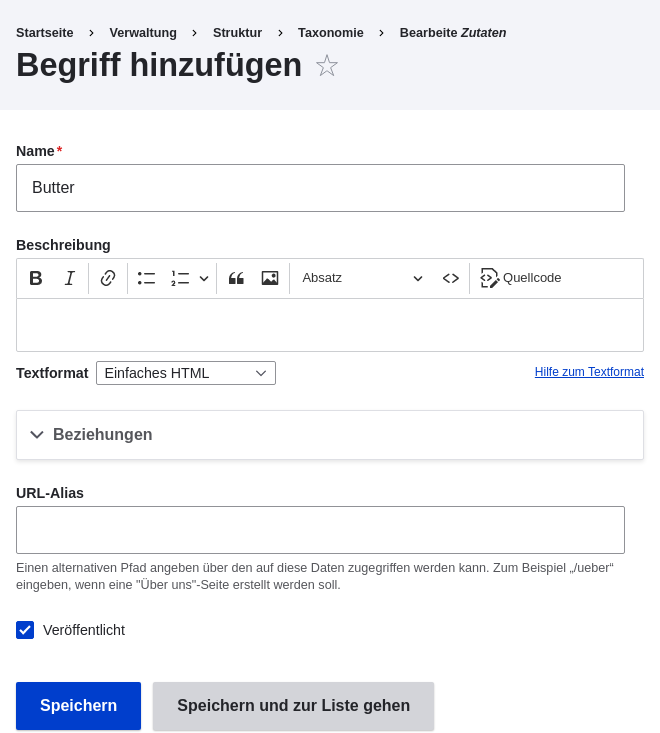 Startseite > Verwaltung > Struktur > Taxonomie > Bearbeite Zutaten
Begriff hinzufügen
Name*
Butter
Beschreibung
B I Absatz Quellcode
Textformat Einfaches HTML Hilfe zum Textformat
Beziehungen
URL-Alias
Einen alternativen Pfad angeben über den auf diese Daten zugegriffen werden kann. Zum Beispiel „/ueber“
eingeben, wenn eine "Über uns"-Seite erstellt werden soll.
Veröffentlicht
Speichern Speichern und zur Liste gehen